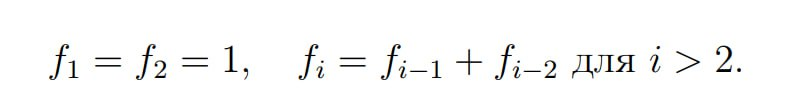 f₁ = f₂ = 1, fᵢ = fᵢ₋₁ + fᵢ₋₂ для i > 2.